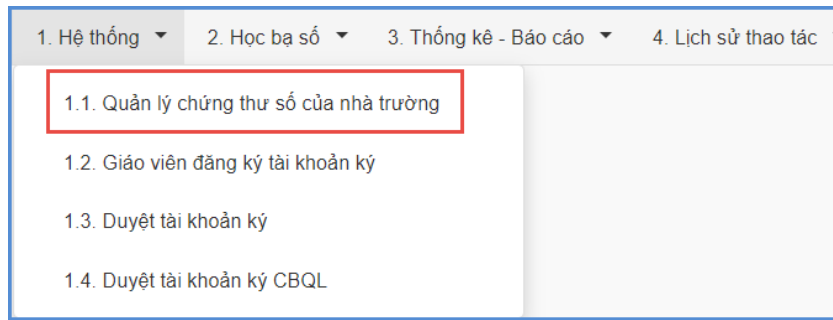 1. Hệ thống 2. Học bạ số 3. Thống kê - Báo cáo 4. Lịch sử thao tác
1.1. Quản lý chứng thư số của nhà trường
1.2. Giáo viên đăng ký tài khoản ký
1.3. Duyệt tài khoản ký
1.4. Duyệt tài khoản ký CBQL